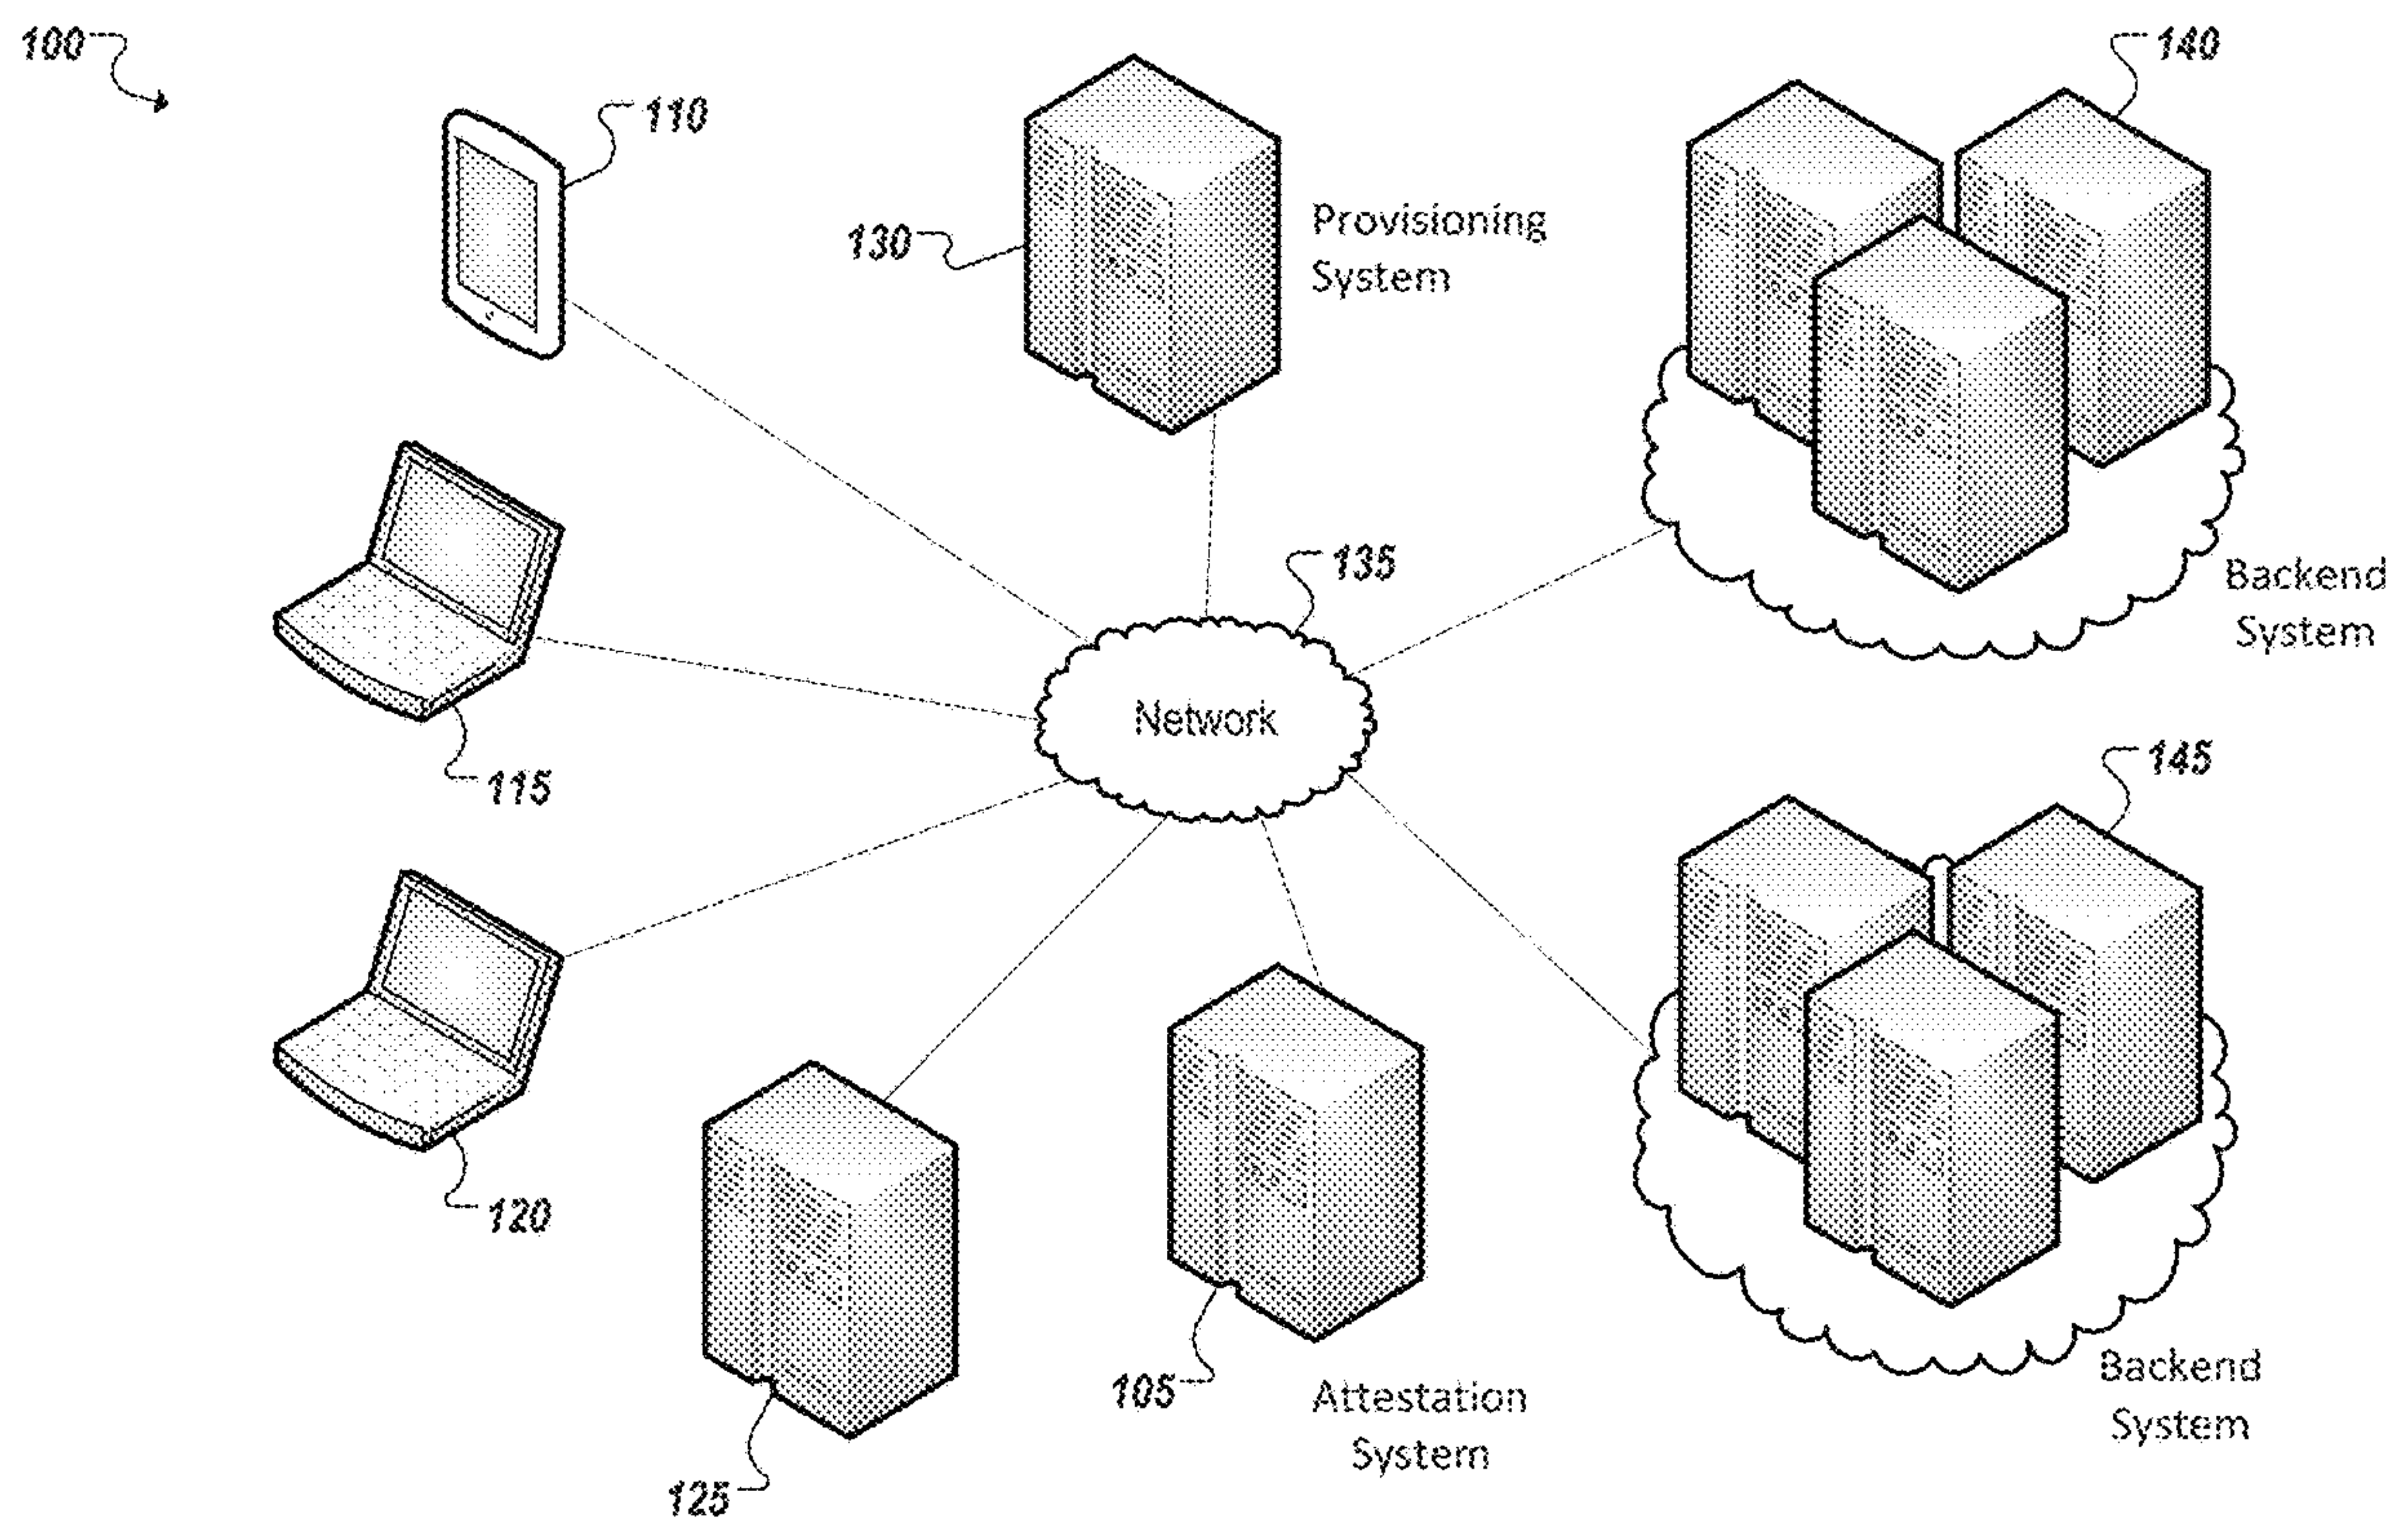 100
110
140
130
Provisioning
System
135
Backend
System
Network
115
145
120
105
Attestation
System
Backend
System
125